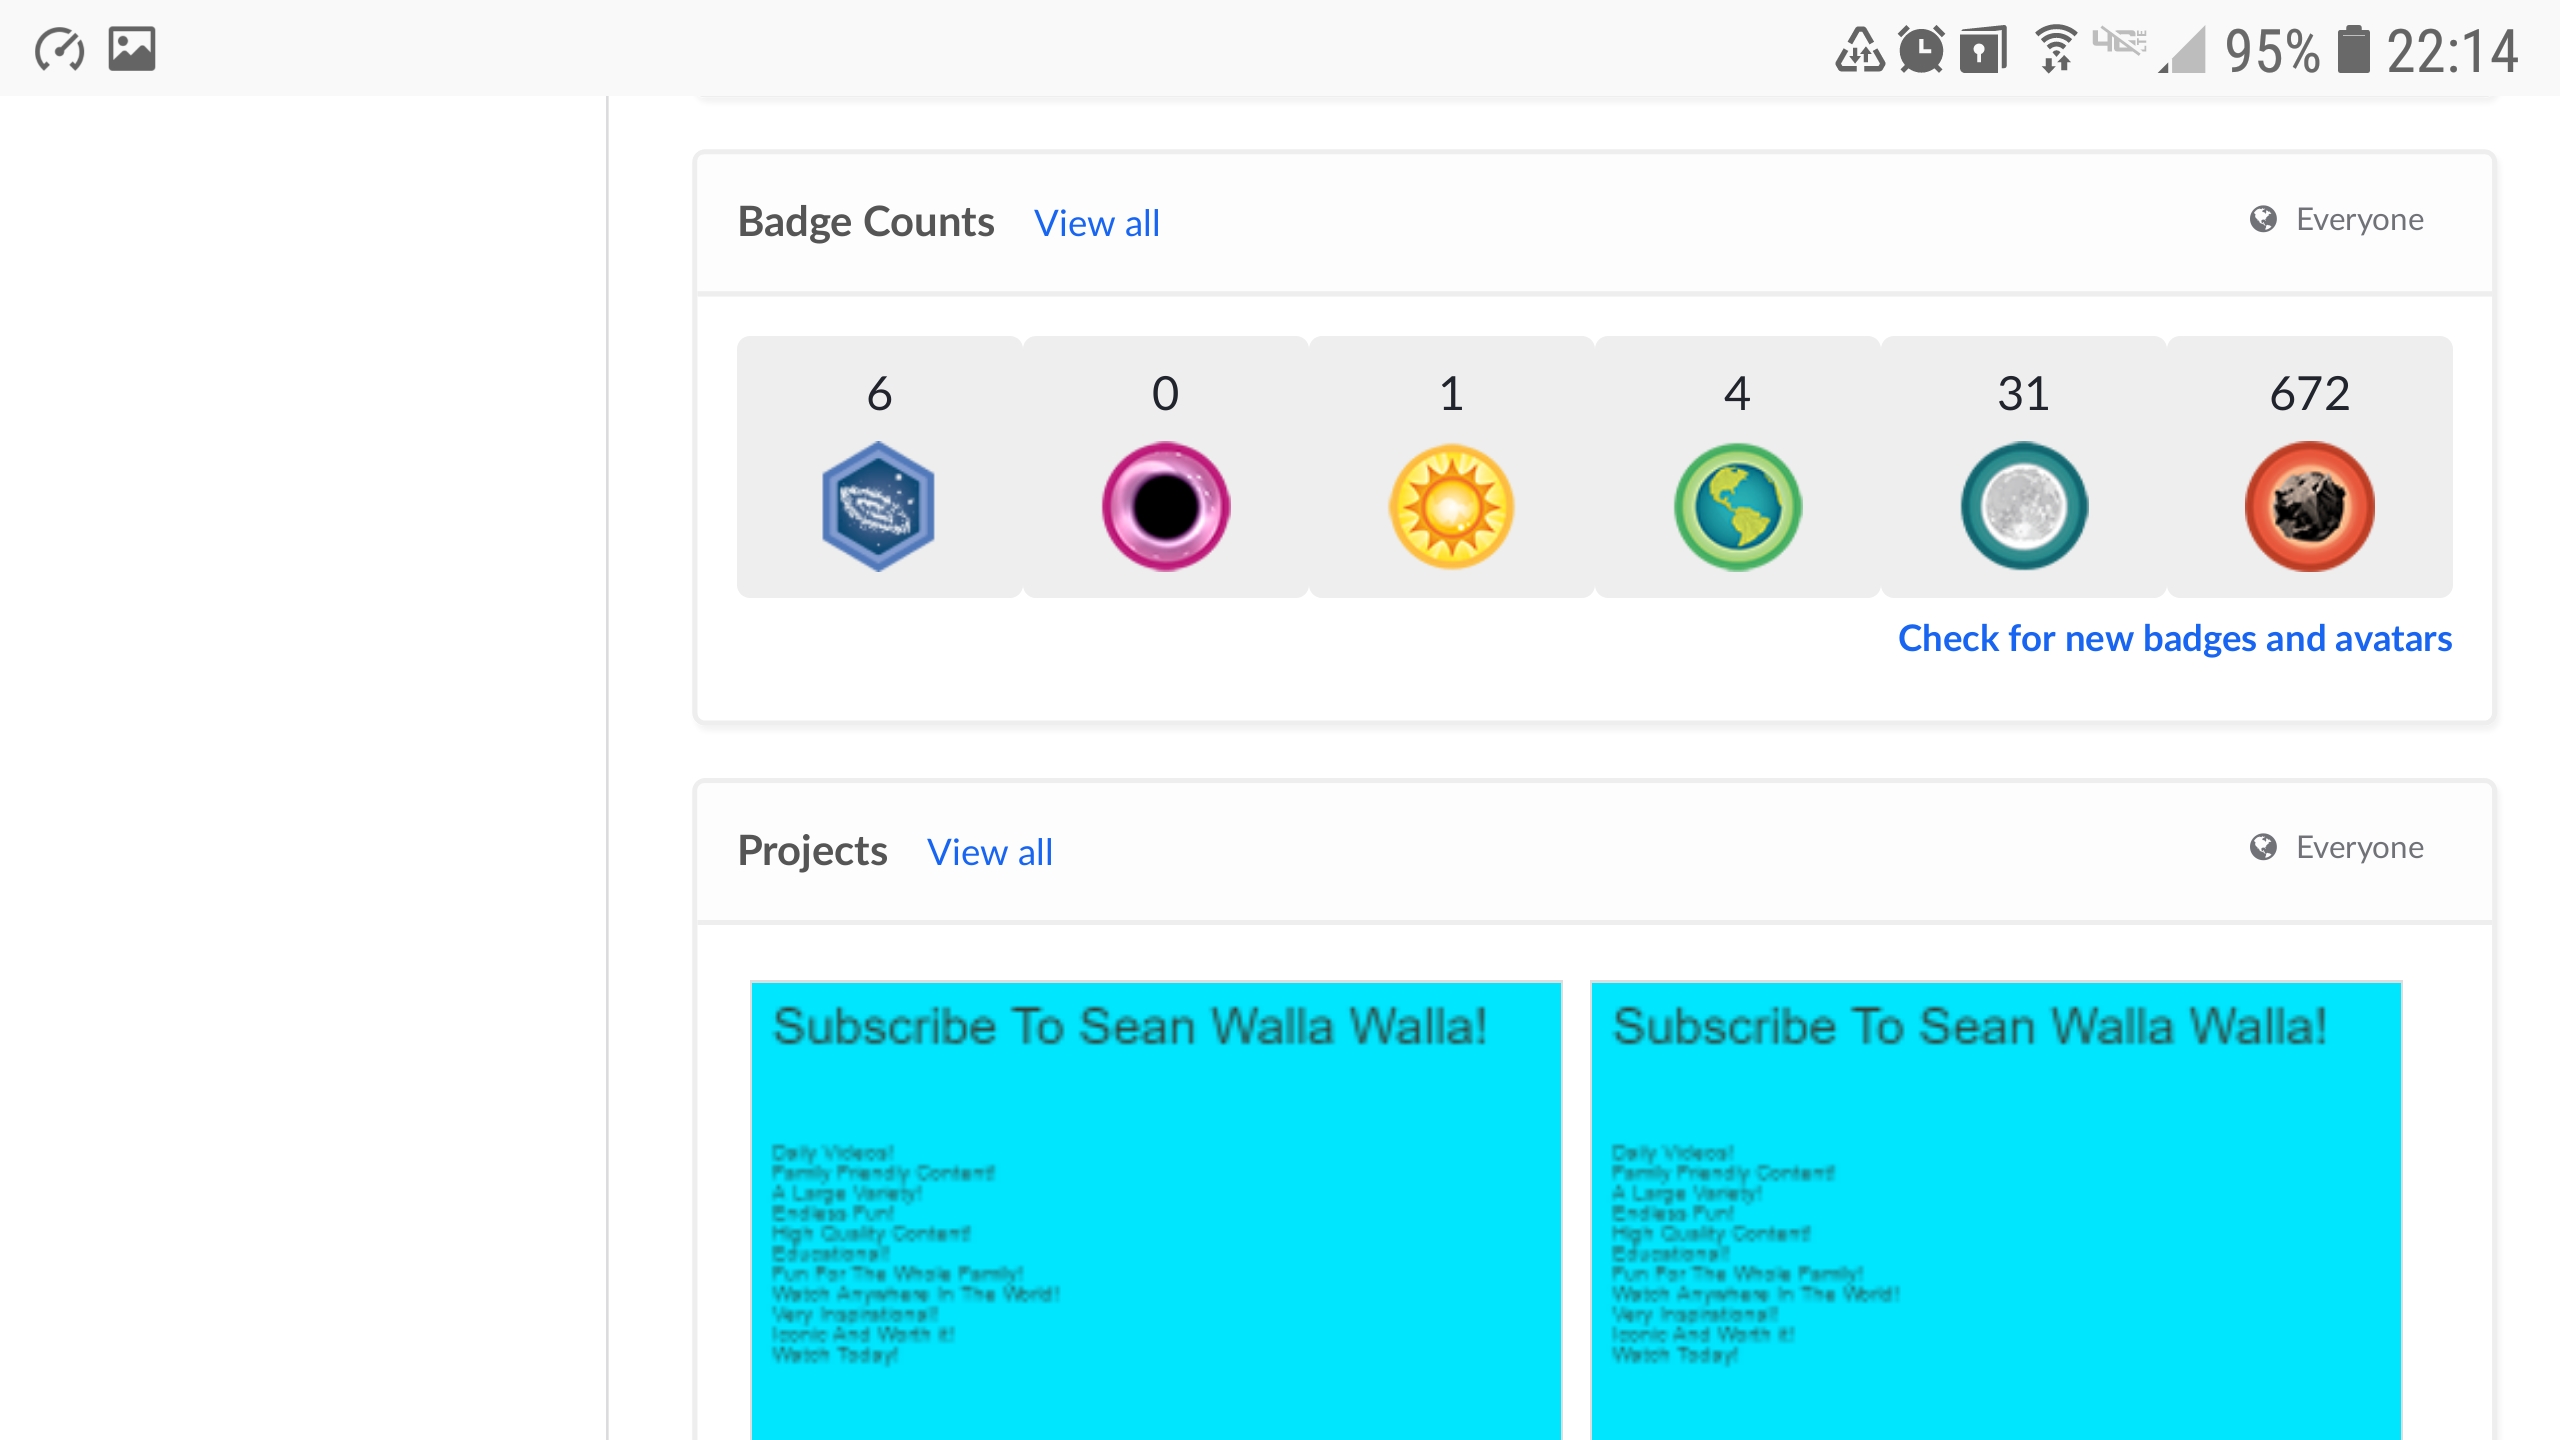 95% 22:14
Badge Counts View all Everyone
6 0 1 4 31 672
Check for new badges and avatars
Projects View all Everyone
Subscribe To Sean Walla Walla! Subscribe To Sean Walla Walla!
Daily Videos! Daily Videos!
Family Friendly Content! Family Friendly Content!
A Large Variety! A Large Variety!
Endless Fun! Endless Fun!
High Quality Content! High Quality Content!
Educational! Educational!
Fun For The Whole Family! Fun For The Whole Family!
Watch Anywhere In The World! Watch Anywhere In The World!
Very Inspirational! Very Inspirational!
Iconic And Worth It! Iconic And Worth It!
Watch Today! Watch Today!